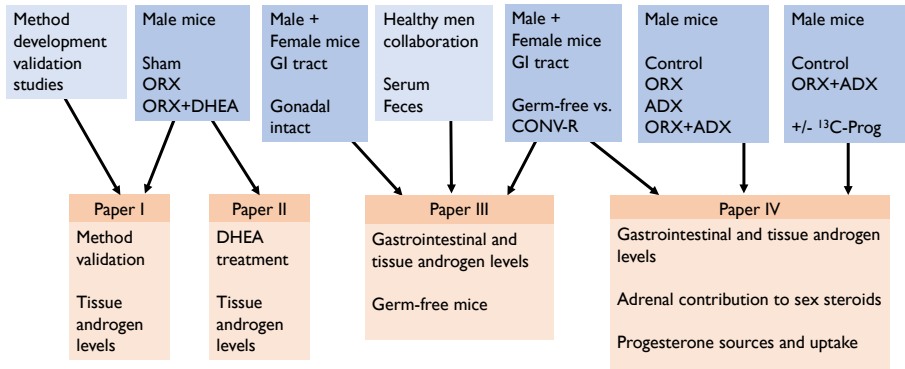 Method
development
validation
studies
Male mice
Sham
ORX
ORX+DHEA
Male +
Female mice
GI tract
Gonadal
intact
Healthy men
collaboration
Serum
Feces
Male +
Female mice
GI tract
Germ-free vs.
CONV-R
Male mice
Control
ORX
ADX
ORX+ADX
Male mice
Control
ORX+ADX
+/- ¹³C-Prog
Paper I
Method
validation
Tissue
androgen
levels
Paper II
DHEA
treatment
Tissue
androgen
levels
Paper III
Gastrointestinal and
tissue androgen levels
Germ-free mice
Paper IV
Gastrointestinal and tissue androgen
levels
Adrenal contribution to sex steroids
Progesterone sources and uptake